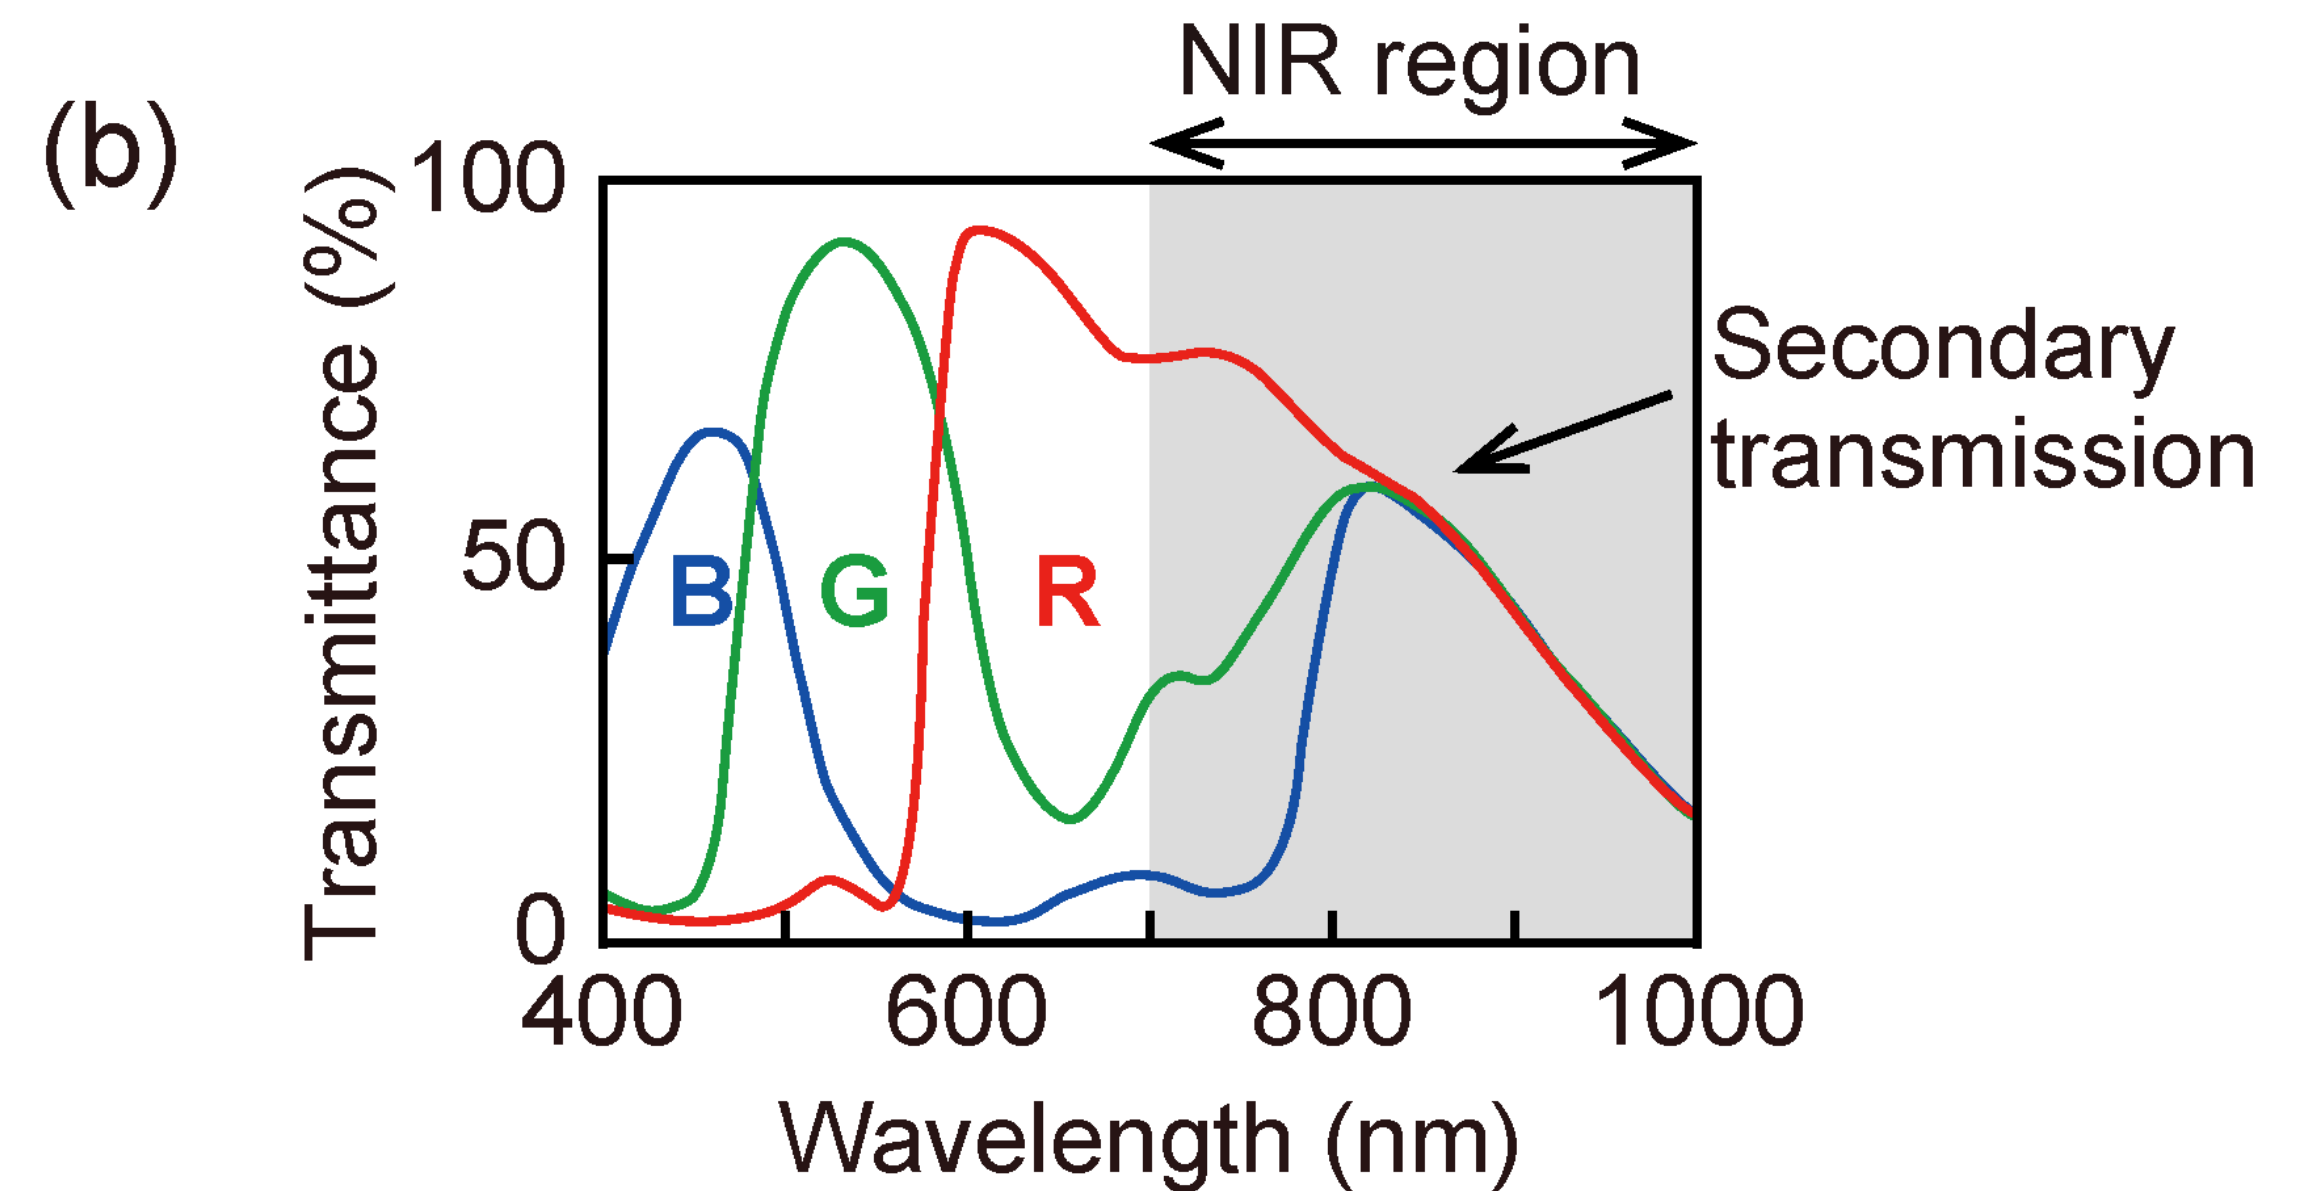 (b)
NIR region
Transmittance (%)
100
50
0
B
G
R
Secondary
transmission
400
600
800
1000
Wavelength (nm)